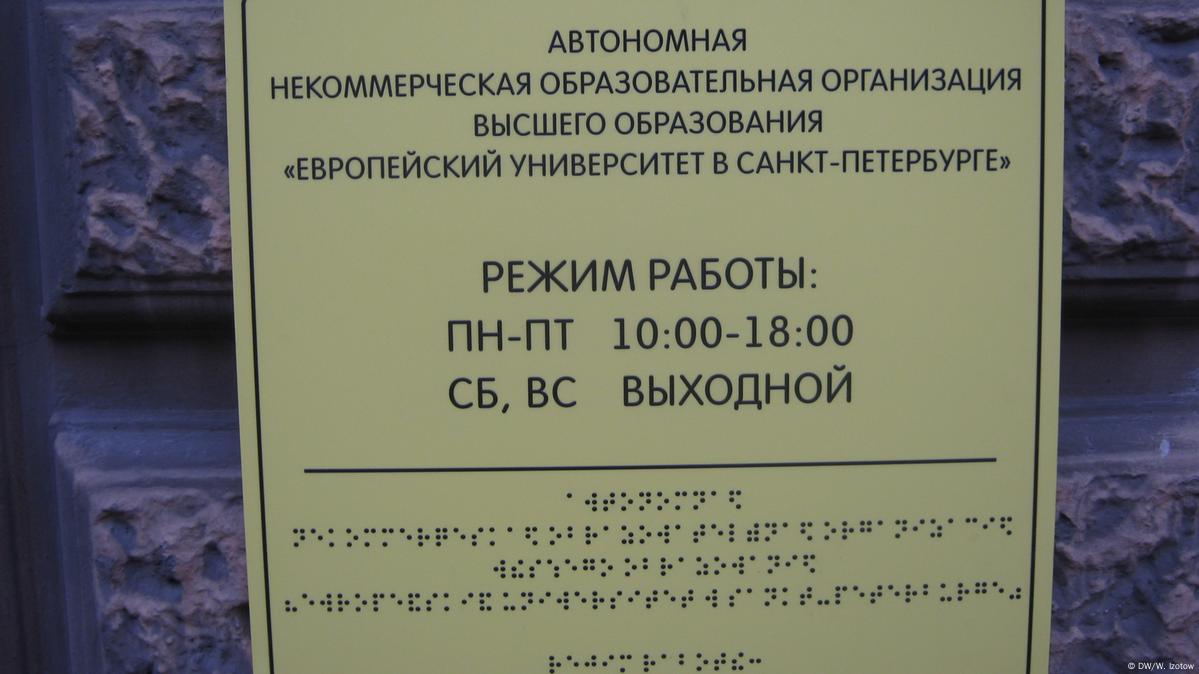 АВТОНОМНАЯ
НЕКОММЕРЧЕСКАЯ ОБРАЗОВАТЕЛЬНАЯ ОРГАНИЗАЦИЯ
ВЫСШЕГО ОБРАЗОВАНИЯ
«ЕВРОПЕЙСКИЙ УНИВЕРСИТЕТ В САНКТ-ПЕТЕРБУРГЕ»
РЕЖИМ РАБОТЫ:
ПН-ПТ 10:00-18:00
СБ, ВС ВЫХОДНОЙ
© DW/W. Izotow